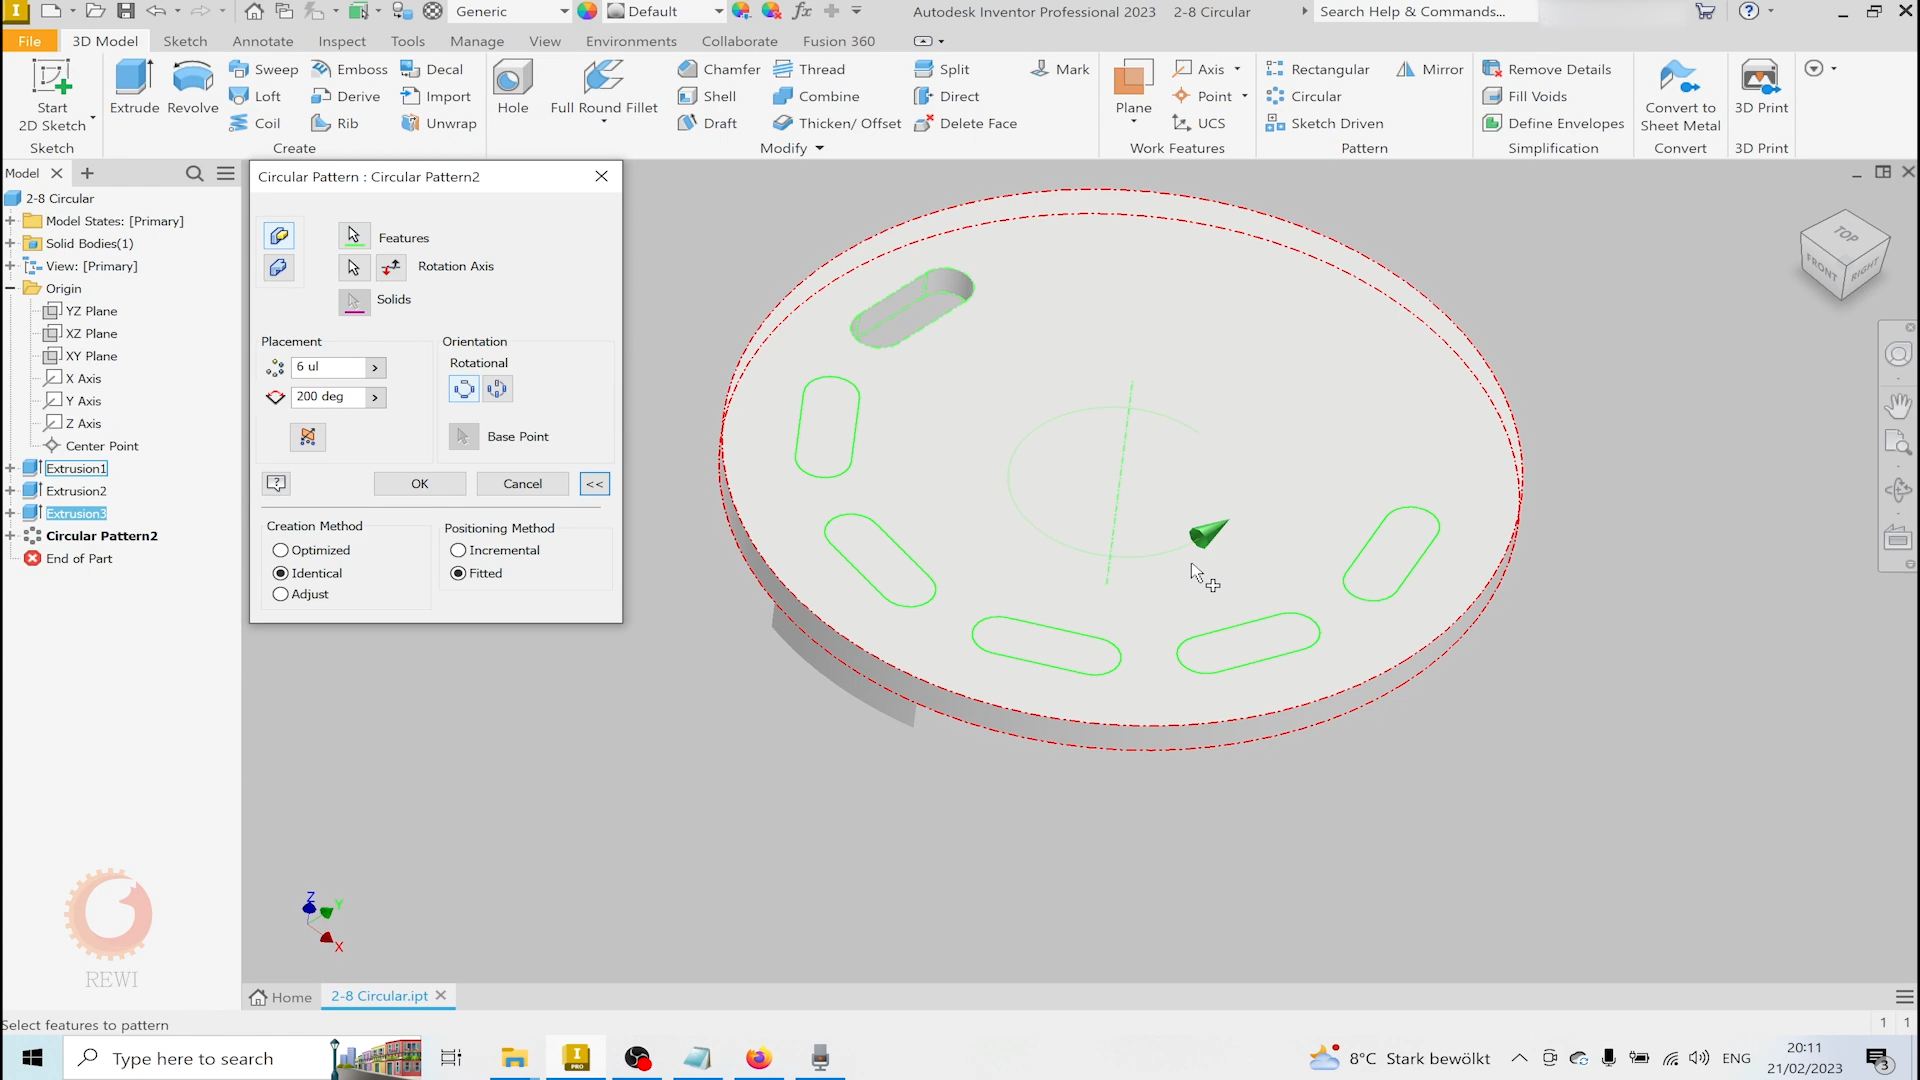 Generic
Default
fx
Autodesk Inventor Professional 2023
2-8 Circular
Search Help & Commands...
File
3D Model
Sketch
Annotate
Inspect
Tools
Manage
View
Environments
Collaborate
Fusion 360
Start
2D Sketch
Extrude
Revolve
Sweep
Loft
Coil
Emboss
Derive
Rib
Decal
Import
Unwrap
Hole
Full Round Fillet
Chamfer
Shell
Draft
Thread
Combine
Thicken/ Offset
Split
Direct
Delete Face
Mark
Plane
Axis
Point
UCS
Rectangular
Circular
Sketch Driven
Mirror
Remove Details
Fill Voids
Define Envelopes
Convert to
Sheet Metal
3D Print
Sketch
Create
Modify
Work Features
Pattern
Simplification
Convert
3D Print
Model
2-8 Circular
Model States: [Primary]
Solid Bodies(1)
View: [Primary]
Origin
YZ Plane
XZ Plane
XY Plane
X Axis
Y Axis
Z Axis
Center Point
Extrusion1
Extrusion2
Extrusion3
Circular Pattern2
End of Part
Circular Pattern : Circular Pattern2
Features
Rotation Axis
Solids
Placement
6 ul
200 deg
Orientation
Rotational
Base Point
OK
Cancel
<<
Creation Method
Optimized
Identical
Adjust
Positioning Method
Incremental
Fitted
TOP
FRONT
RIGHT
Z
Y
X
REWI
Home
2-8 Circular.ipt
Select features to pattern
1
1
Type here to search
PRO
8°C Stark bewölkt
ENG
20:11
21/02/2023
3